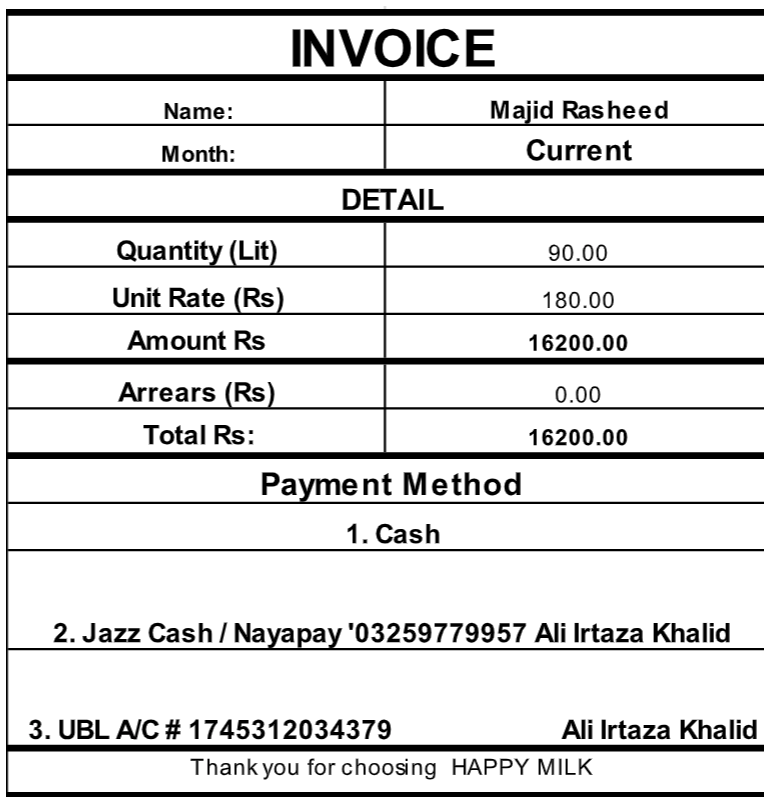 INVOICE
Name: Majid Rasheed
Month: Current
DETAIL
Quantity (Lit) 90.00
Unit Rate (Rs) 180.00
Amount Rs 16200.00
Arrears (Rs) 0.00
Total Rs: 16200.00
Payment Method
1. Cash
2. Jazz Cash / Nayapay '03259779957 Ali Irtaza Khalid
3. UBL A/C # 1745312034379 Ali Irtaza Khalid
Thank you for choosing HAPPY MILK